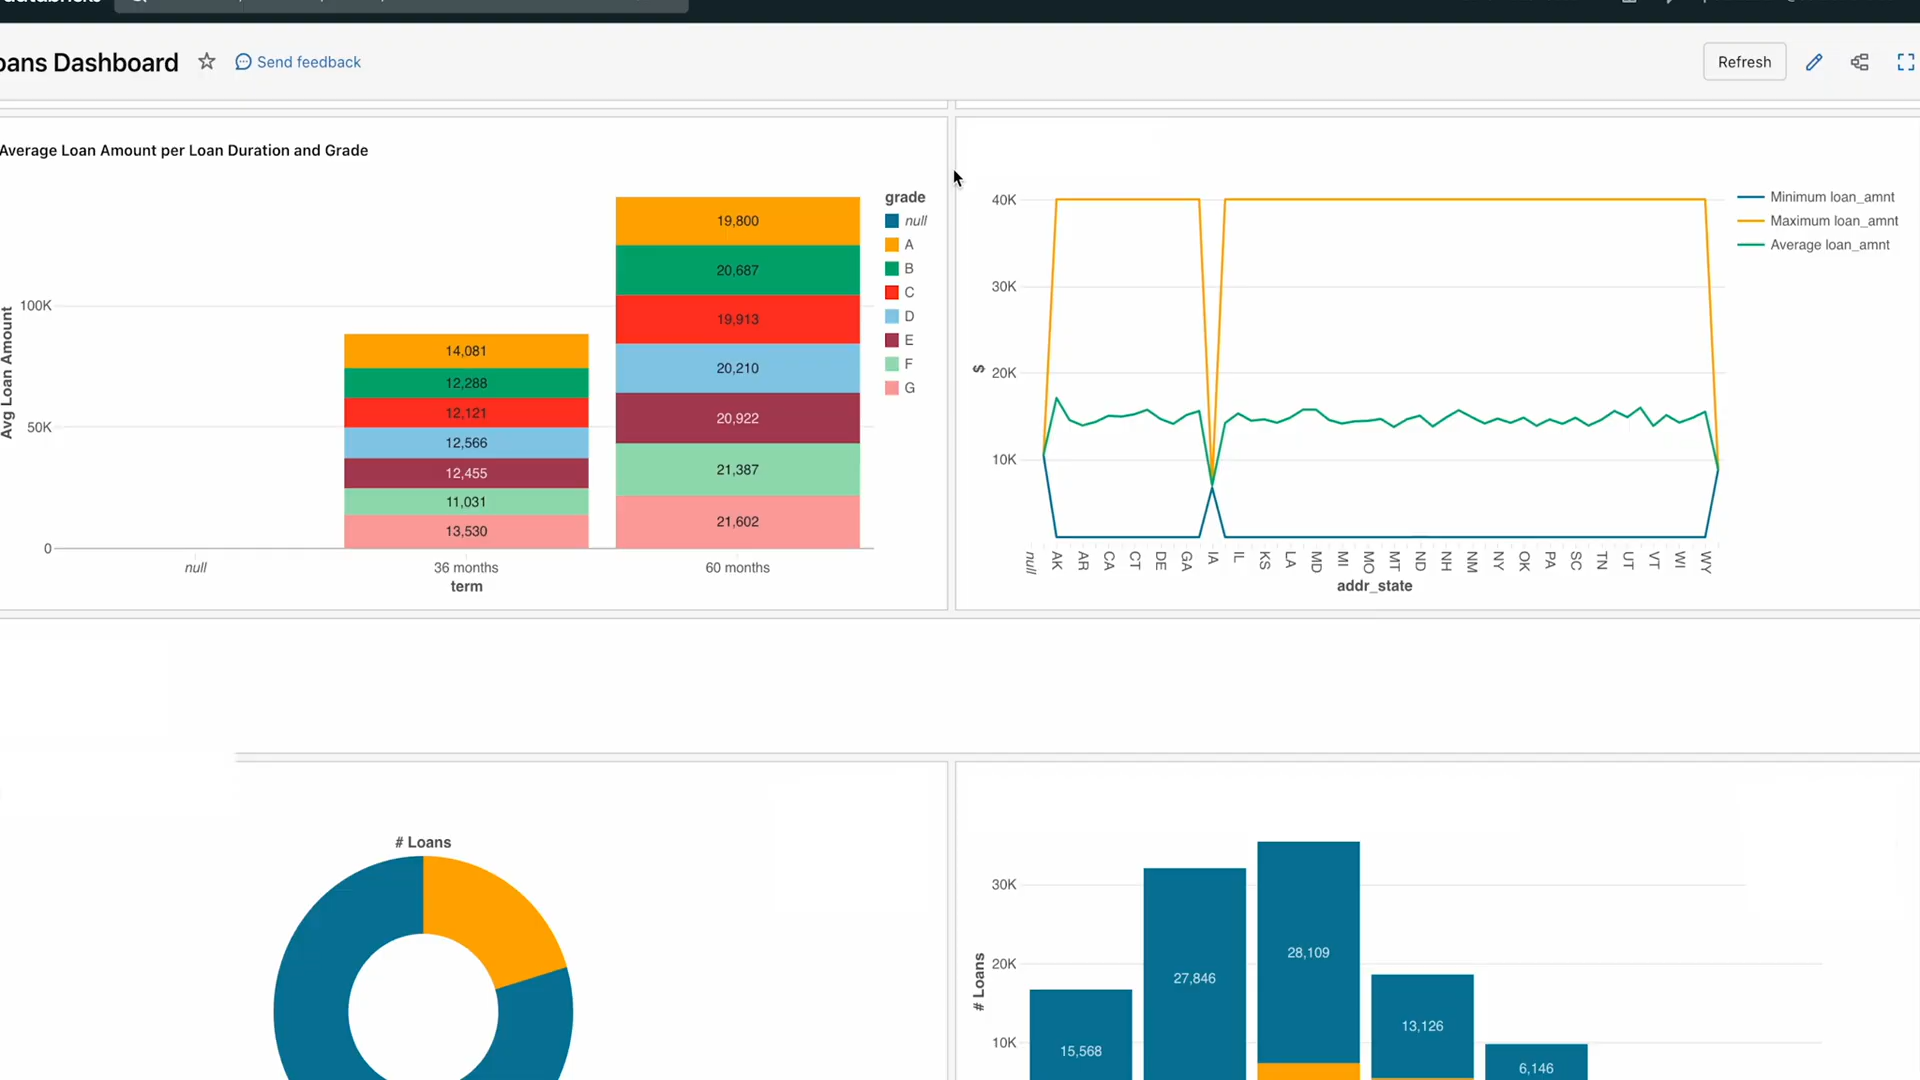 oans Dashboard
Send feedback
Refresh
Average Loan Amount per Loan Duration and Grade
Avg Loan Amount
100K
50K
0
19,800
20,687
19,913
20,210
20,922
21,387
21,602
14,081
12,288
12,121
12,566
12,455
11,031
13,530
null
36 months
60 months
term
grade
null
A
B
C
D
E
F
G
$
40K
30K
20K
10K
null AK AR CA CT DE GA IA IL KS LA MD MI MO MT ND NH NM NY OK PA SC TN UT VT WI WY
addr_state
Minimum loan_amnt
Maximum loan_amnt
Average loan_amnt
# Loans
# Loans
30K
20K
10K
15,568
27,846
28,109
13,126
6,146